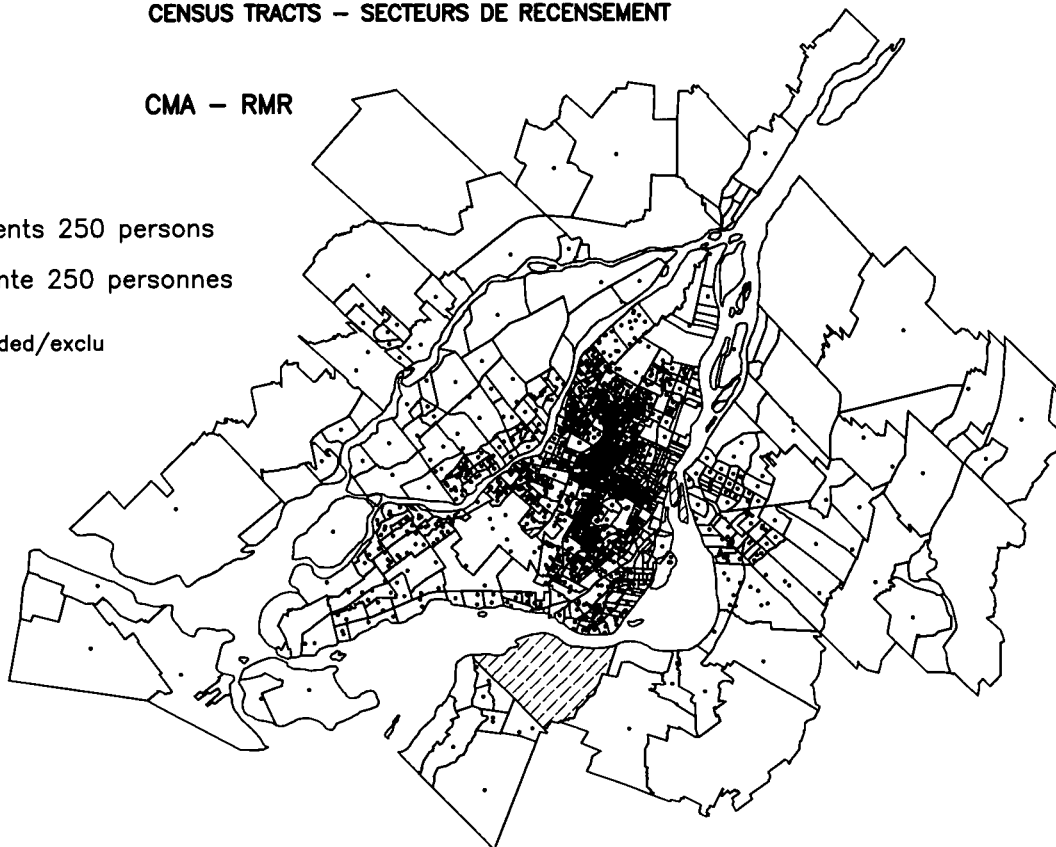 CENSUS TRACTS – SECTEURS DE RECENSEMENT
CMA – RMR
ents 250 persons
nte 250 personnes
ded/exclu